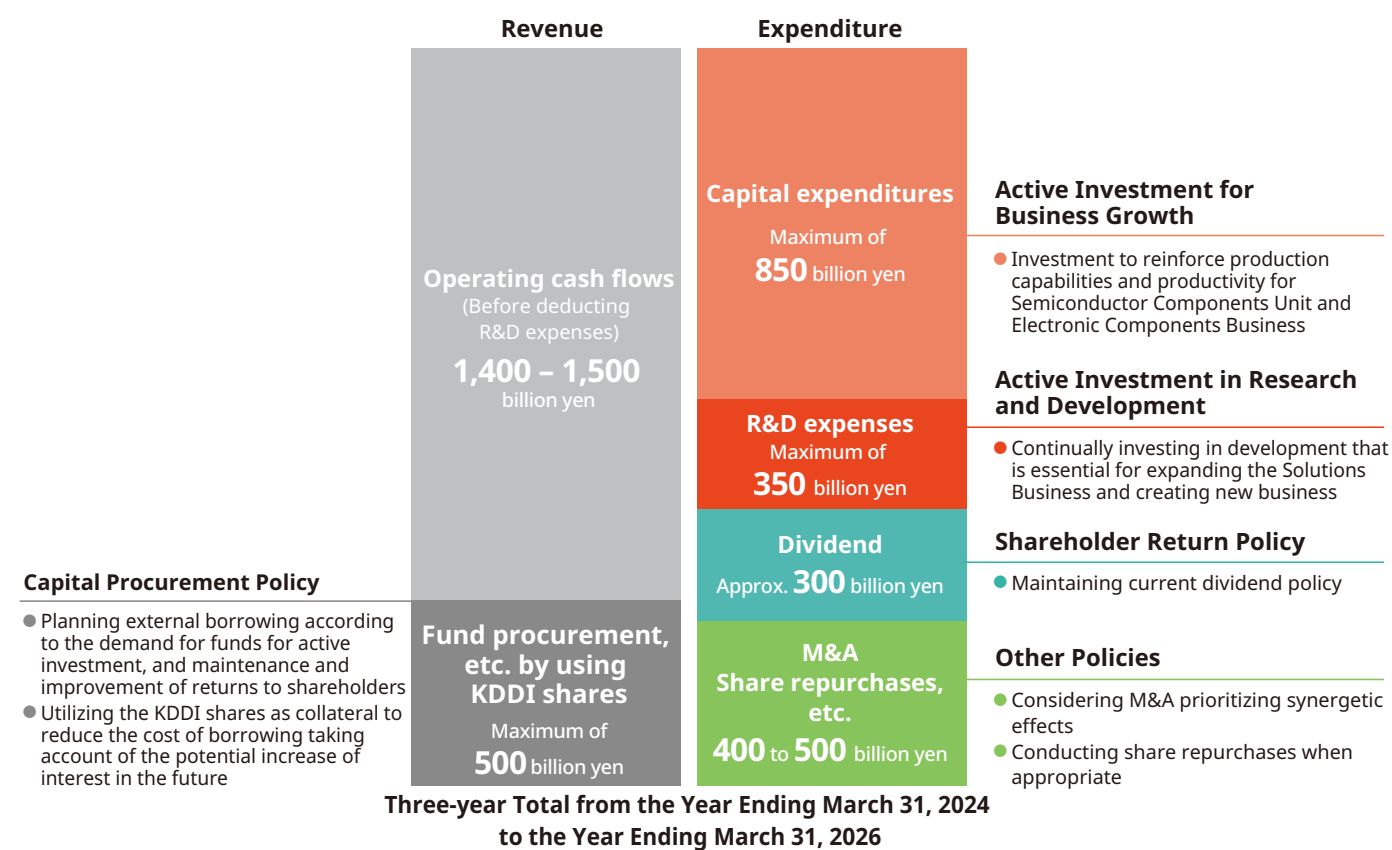 Revenue
Expenditure
Operating cash flows
(Before deducting
R&D expenses)
1,400 – 1,500
billion yen
Fund procurement,
etc. by using
KDDI shares
Maximum of
500 billion yen
Capital Procurement Policy
Planning external borrowing according
to the demand for funds for active
investment, and maintenance and
improvement of returns to shareholders
Utilizing the KDDI shares as collateral to
reduce the cost of borrowing taking
account of the potential increase of
interest in the future
Capital expenditures
Maximum of
850 billion yen
R&D expenses
Maximum of
350 billion yen
Dividend
Approx. 300 billion yen
M&A
Share repurchases,
etc.
400 to 500 billion yen
Active Investment for
Business Growth
Investment to reinforce production
capabilities and productivity for
Semiconductor Components Unit and
Electronic Components Business
Active Investment in Research
and Development
Continually investing in development that
is essential for expanding the Solutions
Business and creating new business
Shareholder Return Policy
Maintaining current dividend policy
Other Policies
Considering M&A prioritizing synergetic
effects
Conducting share repurchases when
appropriate
Three-year Total from the Year Ending March 31, 2024
to the Year Ending March 31, 2026